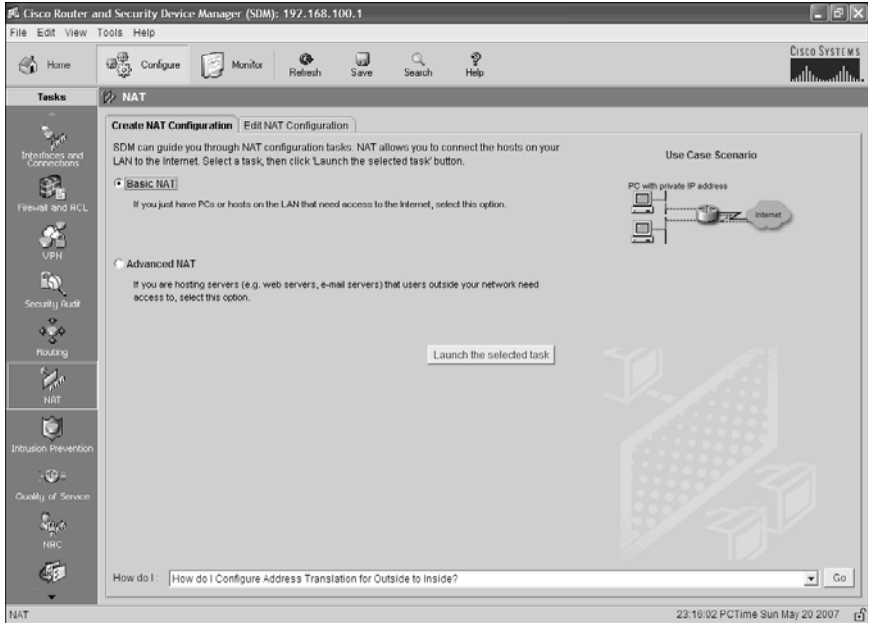 Cisco Router and Security Device Manager (SDM): 192.168.100.1
File Edit View Tools Help
Home Configure Monitor Refresh Save Search Help
CISCO SYSTEMS
Tasks
NAT
Interfaces and
Connections
Firewall and ACL
VPN
Security Audit
Routing
NAT
Intrusion Prevention
Quality of Service
NAC
Create NAT Configuration Edit NAT Configuration
SDM can guide you through NAT configuration tasks. NAT allows you to connect the hosts on your
LAN to the Internet. Select a task, then click 'Launch the selected task' button.
Basic NAT
If you just have PCs or hosts on the LAN that need access to the Internet, select this option.
Advanced NAT
If you are hosting servers (e.g. web servers, e-mail servers) that users outside your network need
access to, select this option.
Use Case Scenario
PC with private IP address
Internet
Launch the selected task
How do I: How do I Configure Address Translation for Outside to Inside? Go
NAT 23:16:02 PCTime Sun May 20 2007